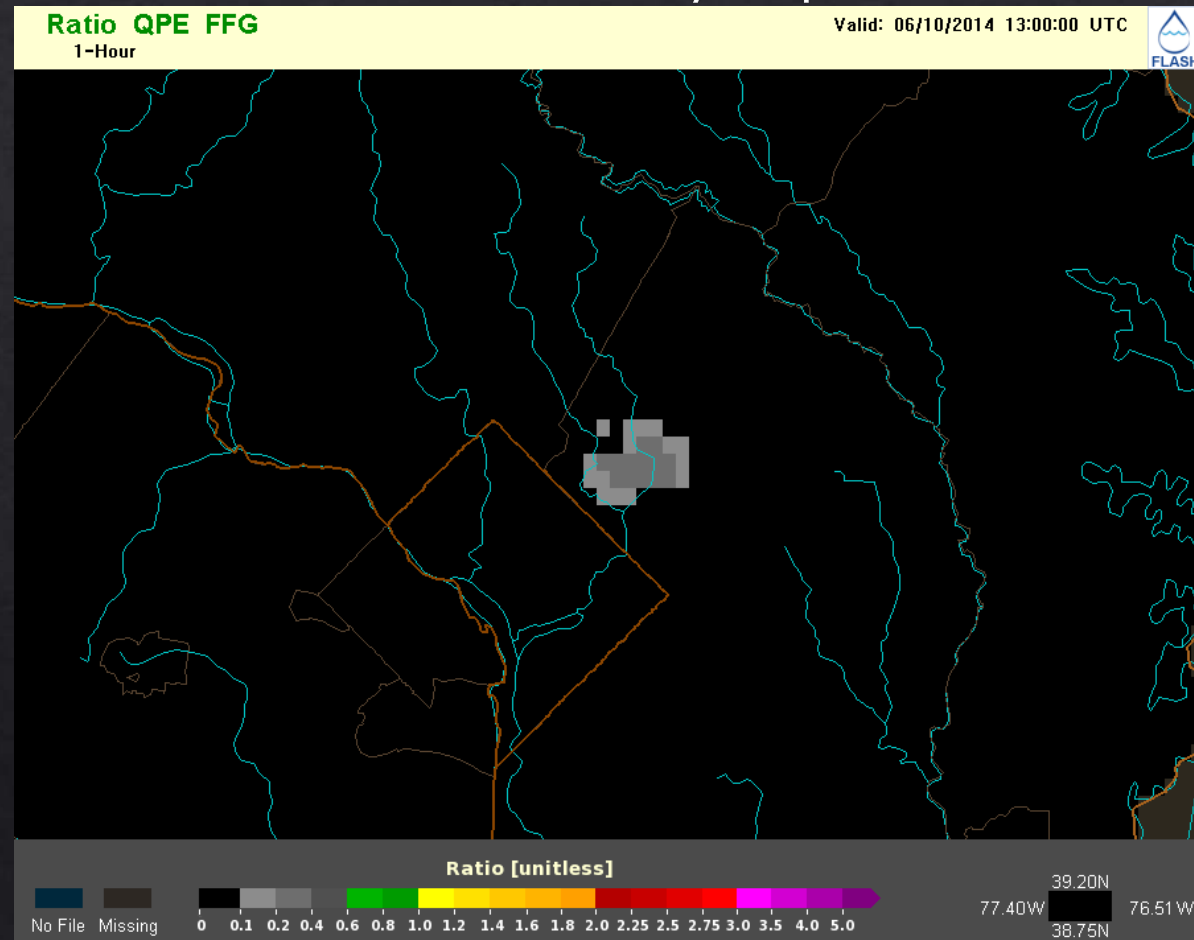 Ratio QPE FFG
1-Hour
Valid: 06/10/2014 13:00:00 UTC
FLASH
Ratio [unitless]
No File Missing
0 0.1 0.2 0.4 0.5 0.6 0.8 1.0 1.2 1.4 1.6 1.8 2.0 2.25 2.5 2.75 3.0 3.5 4.0 5.0
39.20N
77.40W 76.51W
38.75N